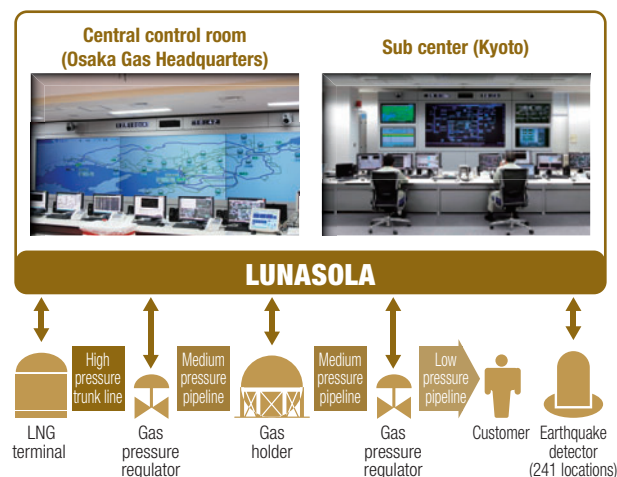 Central control room
(Osaka Gas Headquarters)
Sub center (Kyoto)
LUNASOLA
High
pressure
trunk line
Medium
pressure
pipeline
Medium
pressure
pipeline
Low
pressure
pipeline
LNG
terminal
Gas
pressure
regulator
Gas
holder
Gas
pressure
regulator
Customer
Earthquake
detector
(241 locations)